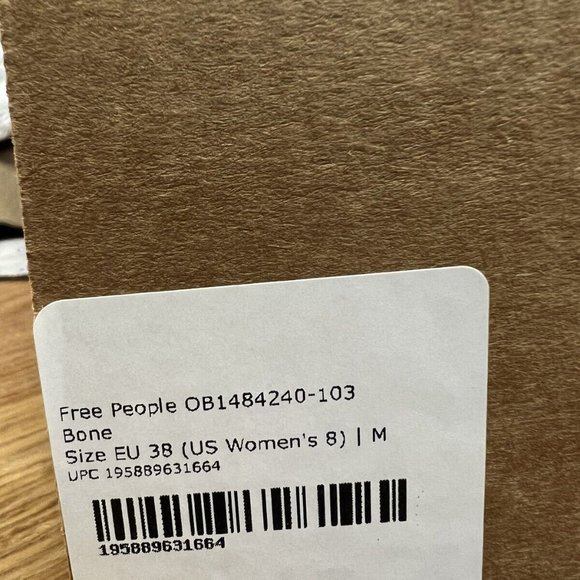 Free People OB1484240-103
Bone
Size EU 38 (US Women's 8) | M
UPC 195889631664
195889631664